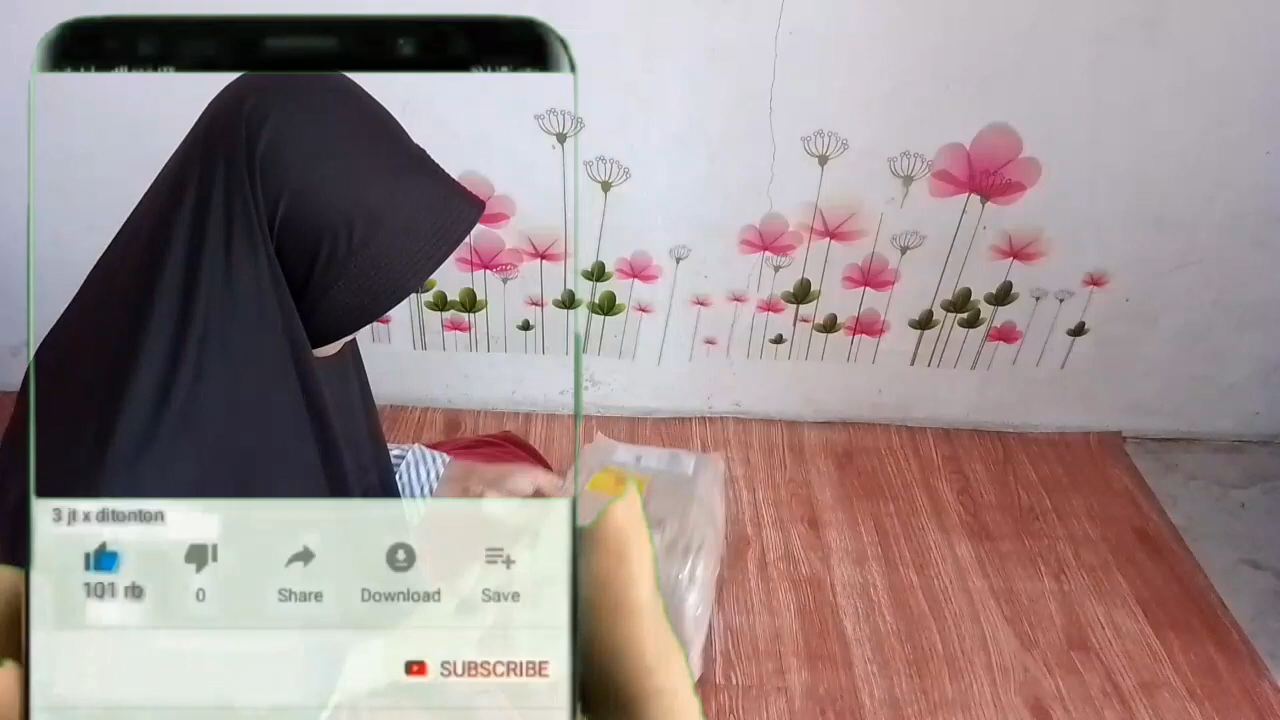 3 jt x ditonton
101 rb
0
Share
Download
Save
SUBSCRIBE